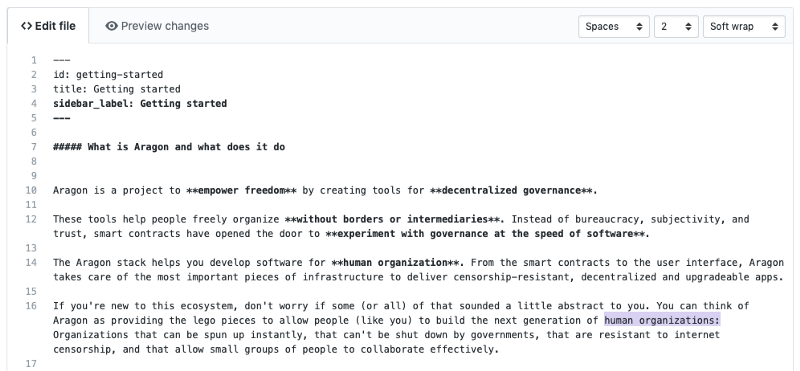 <> Edit file
Preview changes
Spaces
2
Soft wrap
1 ---
2 id: getting-started
3 title: Getting started
4 sidebar_label: Getting started
5 ---
6
7 ##### What is Aragon and what does it do
8
9
10 Aragon is a project to **empower freedom** by creating tools for **decentralized governance**.
11
12 These tools help people freely organize **without borders or intermediaries**. Instead of bureaucracy, subjectivity, and
trust, smart contracts have opened the door to **experiment with governance at the speed of software**.
13
14 The Aragon stack helps you develop software for **human organization**. From the smart contracts to the user interface, Aragon
takes care of the most important pieces of infrastructure to deliver censorship-resistant, decentralized and upgradeable apps.
15
16 If you're new to this ecosystem, don't worry if some (or all) of that sounded a little abstract to you. You can think of
Aragon as providing the lego pieces to allow people (like you) to build the next generation of human organizations:
Organizations that can be spun up instantly, that can't be shut down by governments, that are resistant to internet
censorship, and that allow small groups of people to collaborate effectively.
17